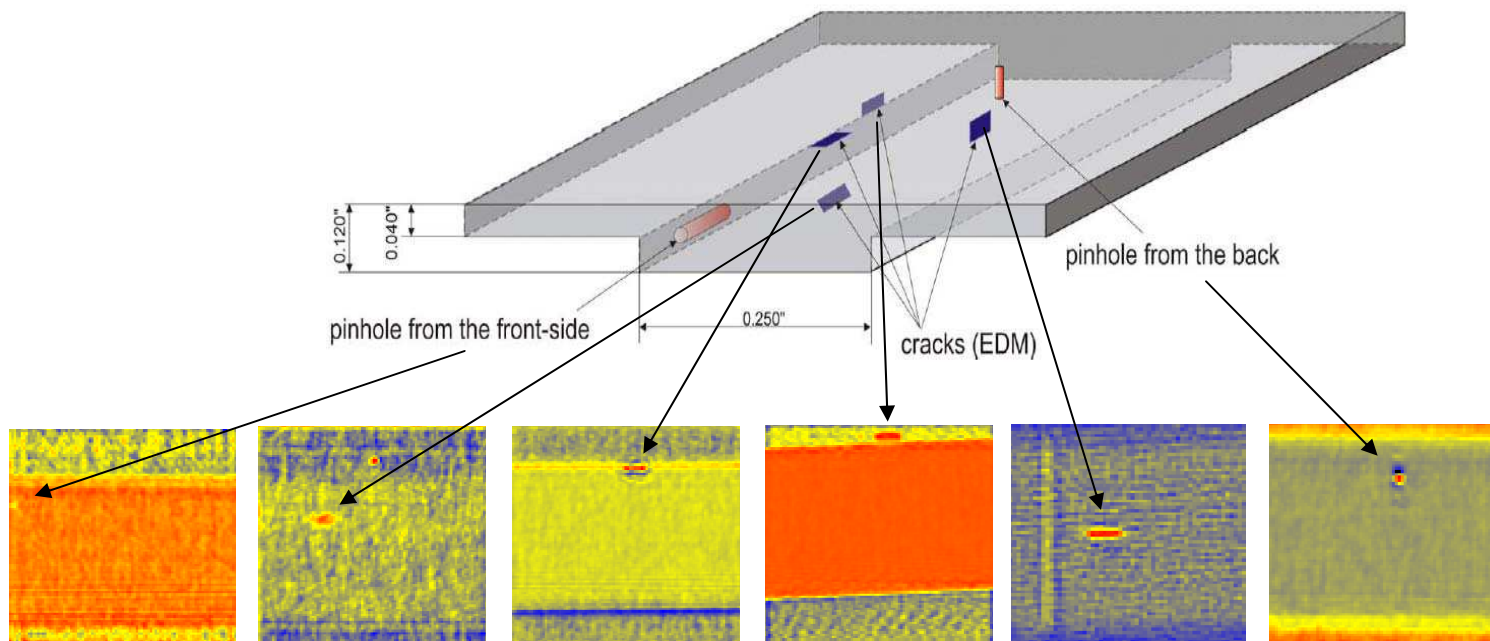 0.120"
0.040"
pinhole from the front-side
0.250"
cracks (EDM)
pinhole from the back